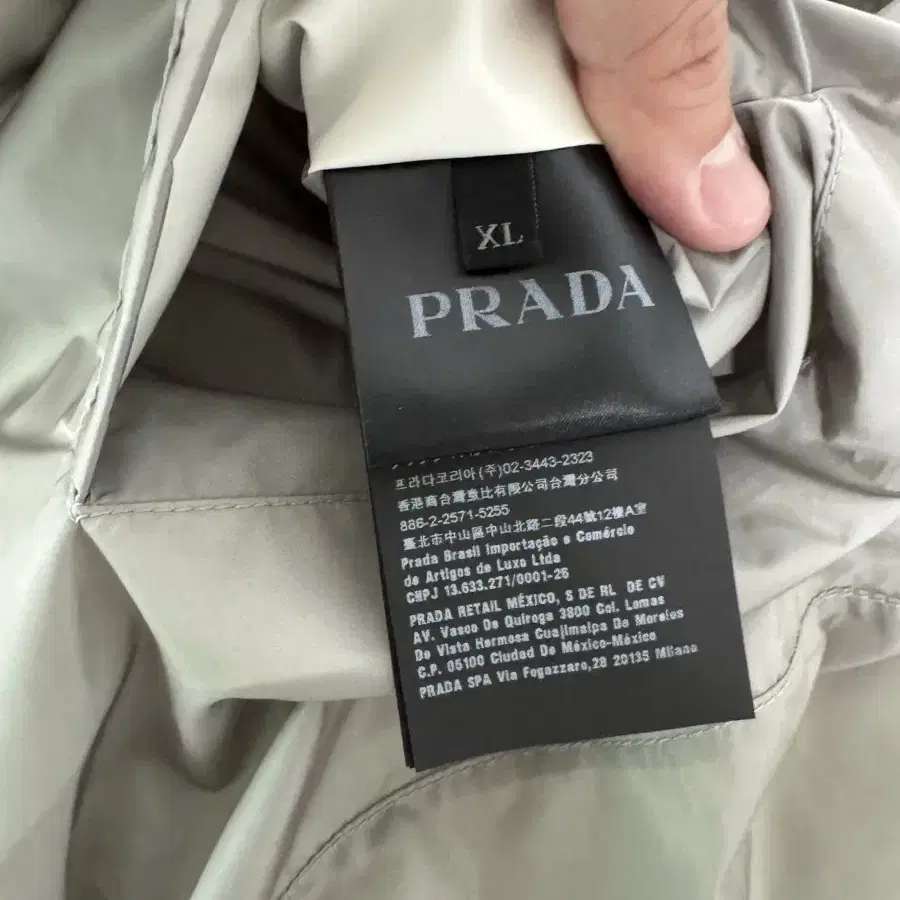 XL
PRADA
프라다코리아(주)02-3443-2323
香港商台灣普比有限公司台灣分公司
886-2-2571-5255
臺北市中山區中山北路二段44號12樓A室
Prada Brasil Importação e Comércio
de Artigos de Luxo Ltda
CNPJ 13.633.271/0001-26
PRADA RETAIL MÉXICO, S DE RL DE CV
AV. Vasco De Quiroga 3800 Col. Lomas
De Vista Hermosa Cuajimalpa De Morelos
C.P. 05100 Ciudad De México-México
PRADA SPA Via Fogazzaro,28 20135 Milano